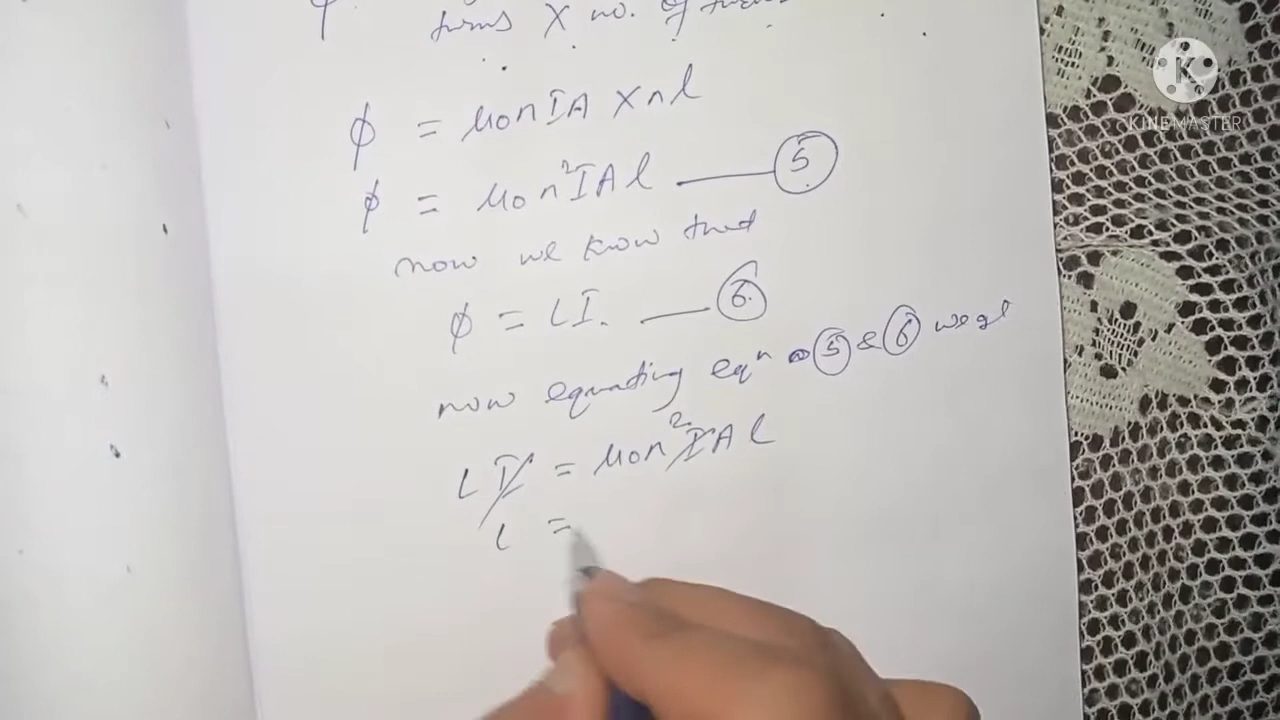 φ
turns X no. of turns
φ = μ0nIA X nl
φ = μ0n²IAl —— 5
now we know that
φ = LI. —— 6
now equating eqⁿ 5 & 6 we get
LI = μ0n²IAl
L =
K
KINEMASTER